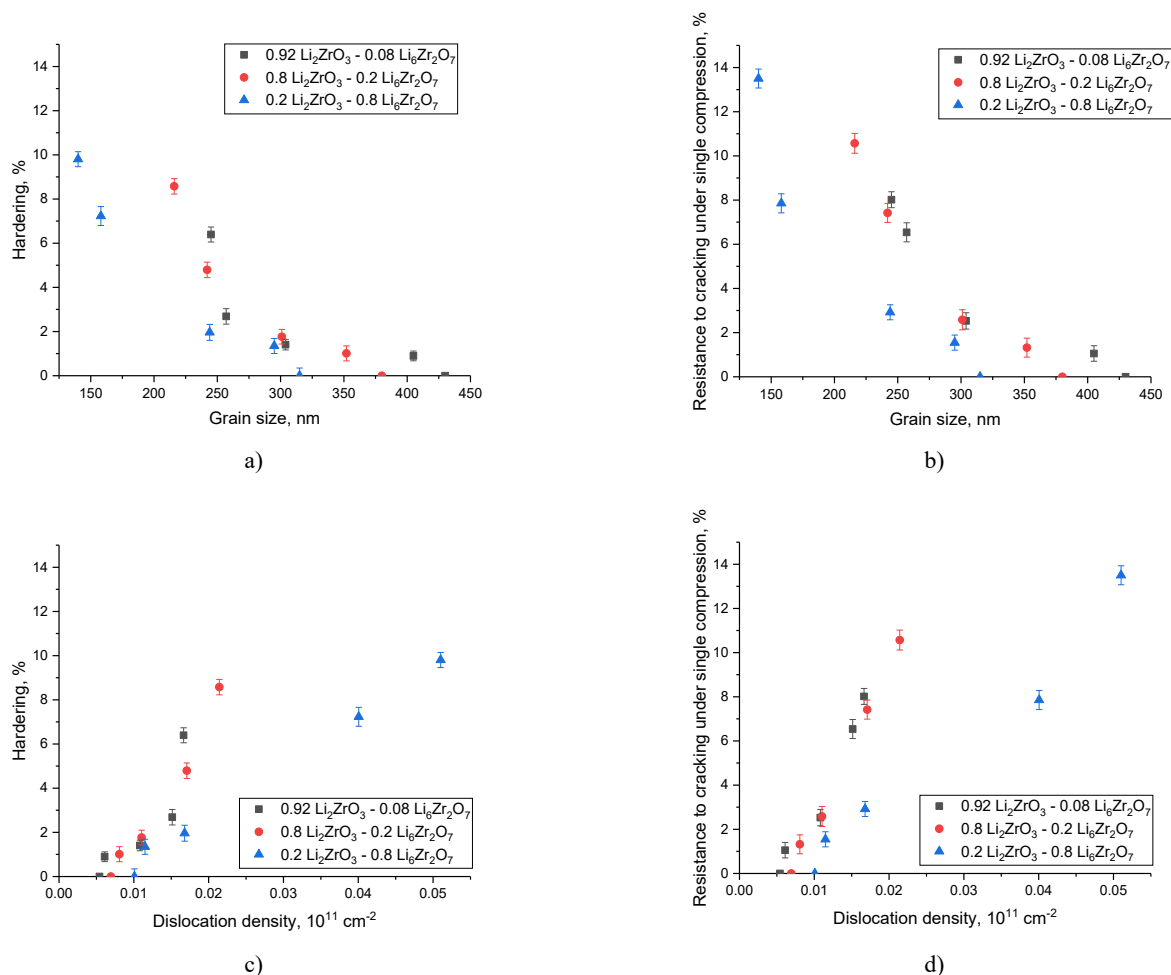 0.92 Li₂ZrO₃ - 0.08 Li₆Zr₂O₇
0.8 Li₂ZrO₃ - 0.2 Li₆Zr₂O₇
0.2 Li₂ZrO₃ - 0.8 Li₆Zr₂O₇
Hardering, %
14
12
10
8
6
4
2
0
150 200 250 300 350 400 450
Grain size, nm
a)
0.92 Li₂ZrO₃ - 0.08 Li₆Zr₂O₇
0.8 Li₂ZrO₃ - 0.2 Li₆Zr₂O₇
0.2 Li₂ZrO₃ - 0.8 Li₆Zr₂O₇
Resistance to cracking under single compression, %
14
12
10
8
6
4
2
0
150 200 250 300 350 400 450
Grain size, nm
b)
Hardering, %
14
12
10
8
6
4
2
0
0.92 Li₂ZrO₃ - 0.08 Li₆Zr₂O₇
0.8 Li₂ZrO₃ - 0.2 Li₆Zr₂O₇
0.2 Li₂ZrO₃ - 0.8 Li₆Zr₂O₇
0.00 0.01 0.02 0.03 0.04 0.05
Dislocation density, 10¹¹ cm⁻²
c)
Resistance to cracking under single compression, %
14
12
10
8
6
4
2
0
0.92 Li₂ZrO₃ - 0.08 Li₆Zr₂O₇
0.8 Li₂ZrO₃ - 0.2 Li₆Zr₂O₇
0.2 Li₂ZrO₃ - 0.8 Li₆Zr₂O₇
0.00 0.01 0.02 0.03 0.04 0.05
Dislocation density, 10¹¹ cm⁻²
d)